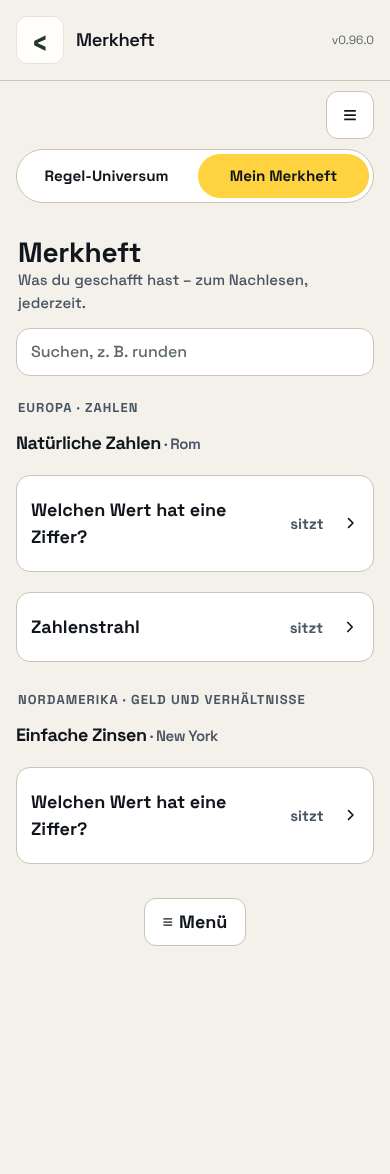 < Merkheft v0.96.0
≡
Regel-Universum Mein Merkheft
Merkheft
Was du geschafft hast – zum Nachlesen,
jederzeit.
Suchen, z. B. runden
EUROPA · ZAHLEN
Natürliche Zahlen · Rom
Welchen Wert hat eine
Ziffer?
sitzt
Zahlenstrahl sitzt
NORDAMERIKA · GELD UND VERHÄLTNISSE
Einfache Zinsen · New York
Welchen Wert hat eine
Ziffer?
sitzt
≡ Menü